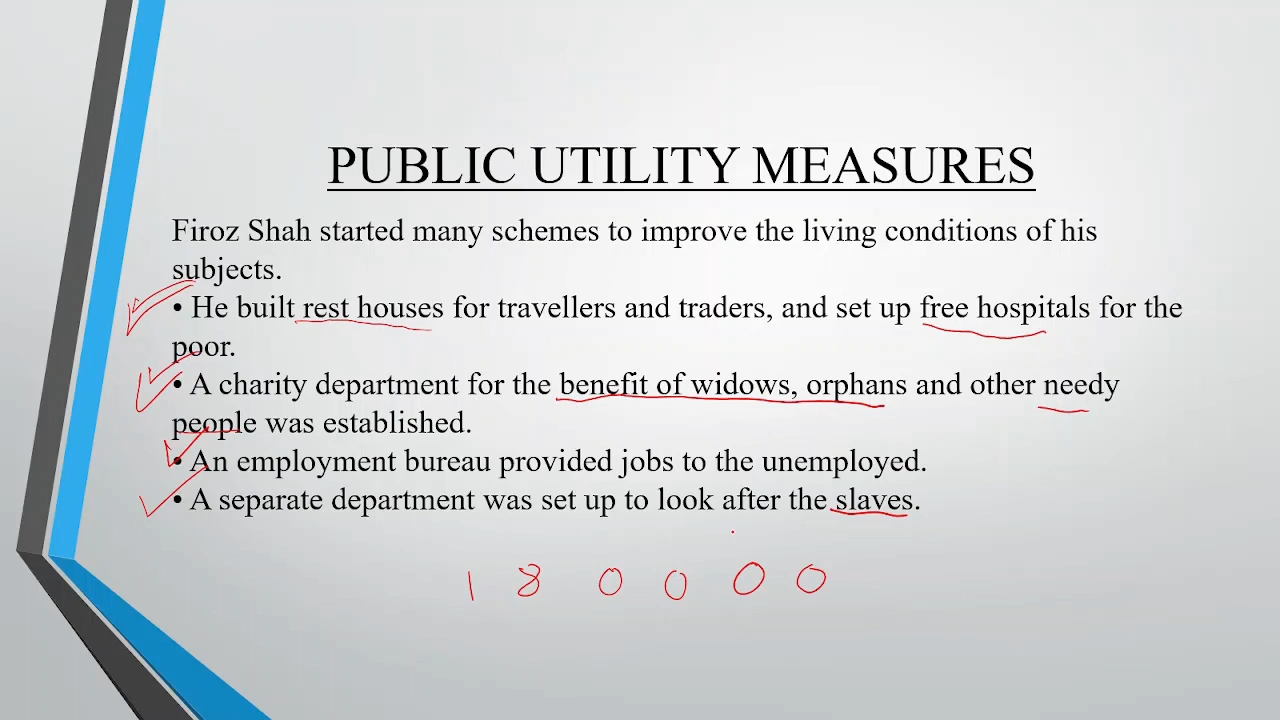 PUBLIC UTILITY MEASURES
Firoz Shah started many schemes to improve the living conditions of his
subjects.
• He built rest houses for travellers and traders, and set up free hospitals for the
poor.
• A charity department for the benefit of widows, orphans and other needy
people was established.
• An employment bureau provided jobs to the unemployed.
• A separate department was set up to look after the slaves.
1 8 0 0 0 0